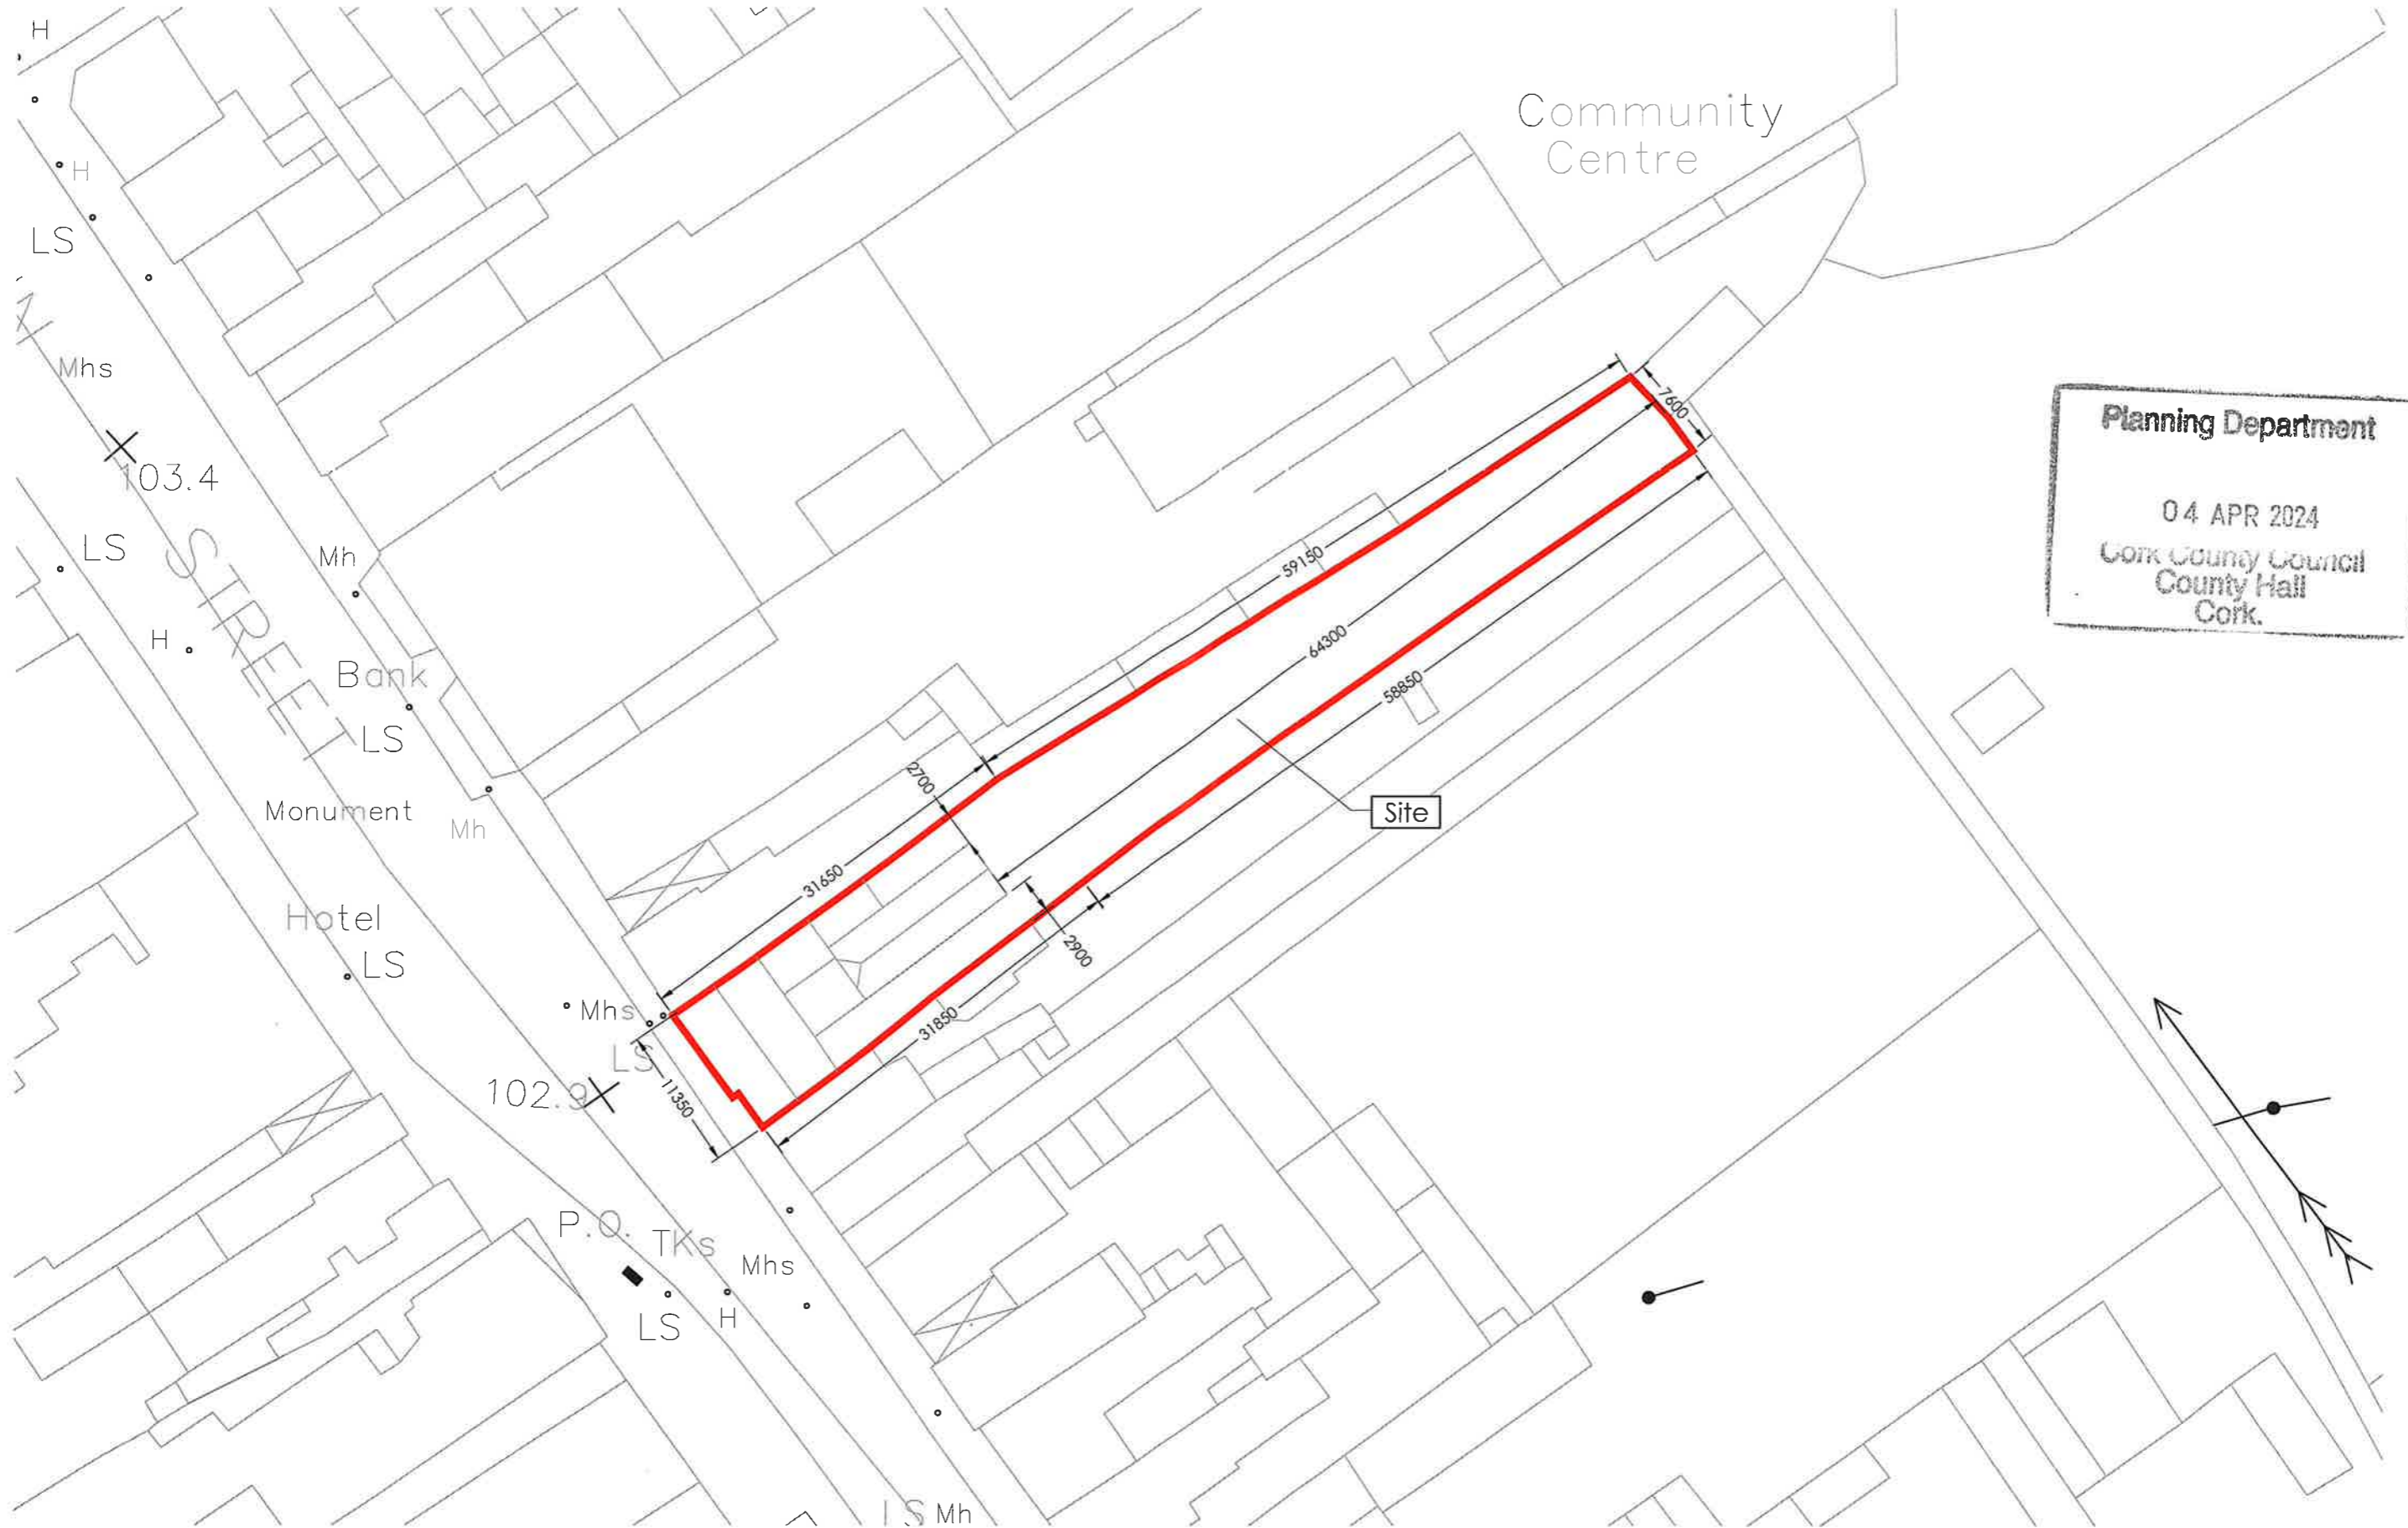 H
Community
Centre
H
LS
Mhs
Planning Department
7600
103.4
04 APR 2024
LS
STREET
Mh
Cork County Council
59150
County Hall
Cork.
H
64300
Bank
58850
LS
2700
Monument
Mh
Site
31650
Hotel
2900
LS
Mhs
31850
LS
102.9
11350
P.O.
TKs
Mhs
H
LS
LS
Mh